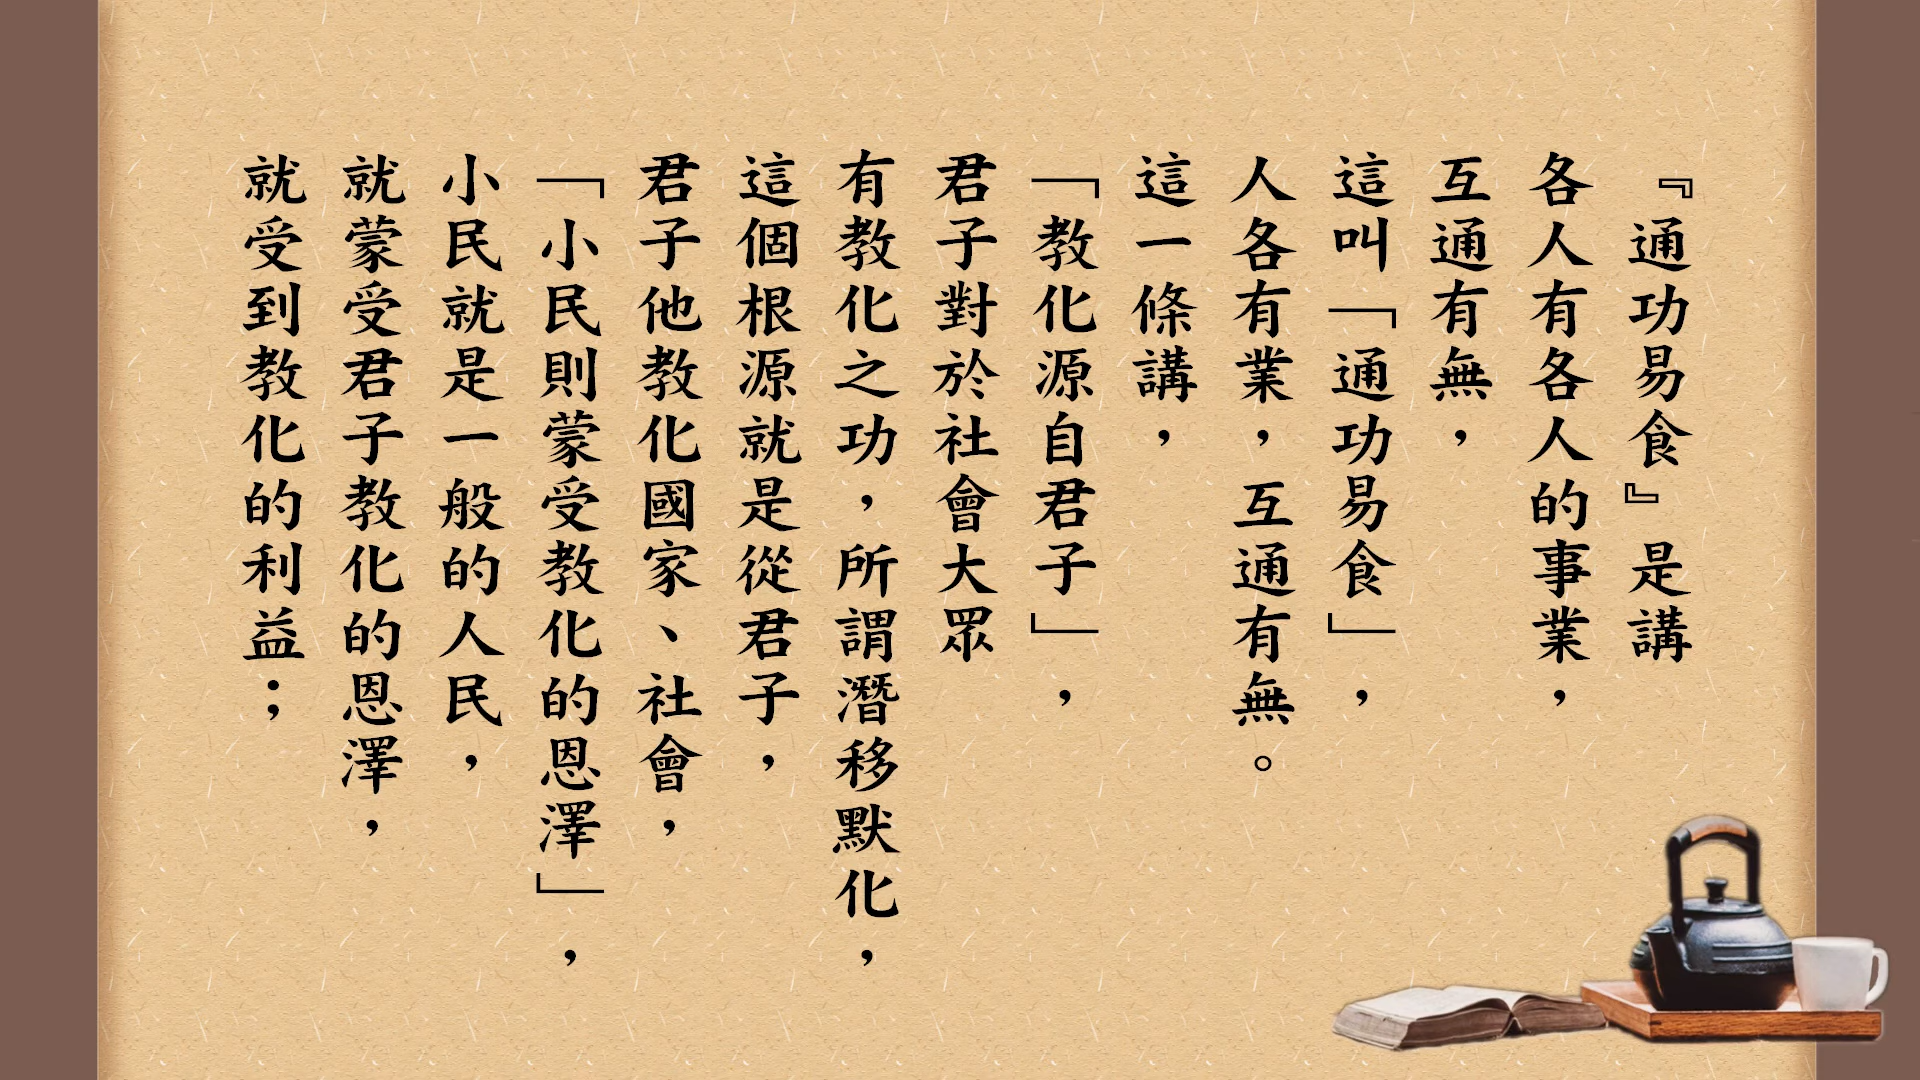 『通功易食』是講
各人有各人的事業，
互通有無，
這叫「通功易食」，
人各有業，互通有無。
這一條講，
「教化源自君子」，
君子對於社會大眾
有教化之功，所謂潛移默化，
這個根源就是從君子，
君子他教化國家、社會，
「小民則蒙受教化的恩澤」，
小民就是一般的人民，
就蒙受君子教化的恩澤，
就受到教化的利益；